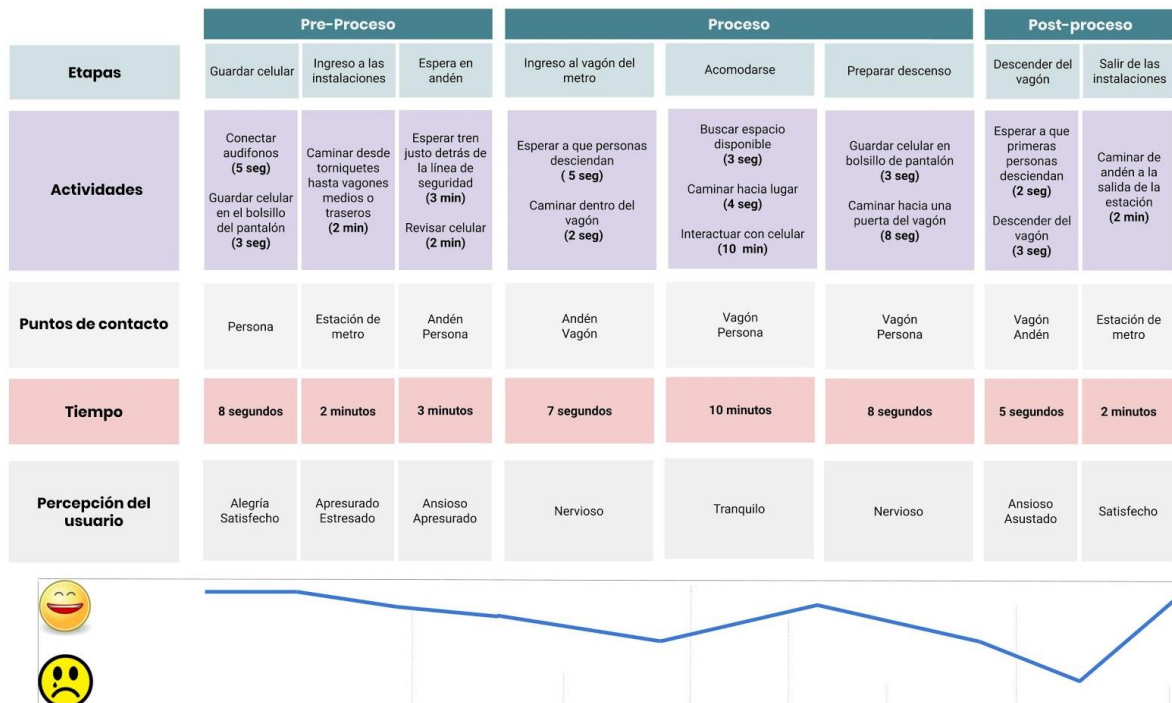 Pre-Proceso
Proceso
Post-proceso
Etapas
Guardar celular
Ingreso a las
instalaciones
Espera en
andén
Ingreso al vagón del
metro
Acomodarse
Preparar descenso
Descender del
vagón
Salir de las
instalaciones
Actividades
Conectar
audifonos
(5 seg)
Guardar celular
en el bolsillo
del pantalón
(3 seg)
Caminar desde
torniquetes
hasta vagones
medios o
traseros
(2 min)
Esperar tren
justo detrás de
la línea de
seguridad
(3 min)
Revisar celular
(2 min)
Esperar a que personas
desciendan
( 5 seg)
Caminar dentro del
vagón
(2 seg)
Buscar espacio
disponible
(3 seg)
Caminar hacia lugar
(4 seg)
Interactuar con celular
(10 min)
Guardar celular en
bolsillo de pantalón
(3 seg)
Caminar hacia una
puerta del vagón
(8 seg)
Esperar a que
primeras
personas
desciendan
(2 seg)
Descender del
vagón
(3 seg)
Caminar de
andén a la
salida de la
estación
(2 min)
Puntos de contacto
Persona
Estación de
metro
Andén
Persona
Andén
Vagón
Vagón
Persona
Vagón
Persona
Vagón
Andén
Estación de
metro
Tiempo
8 segundos
2 minutos
3 minutos
7 segundos
10 minutos
8 segundos
5 segundos
2 minutos
Percepción del
usuario
Alegría
Satisfecho
Apresurado
Estresado
Ansioso
Apresurado
Nervioso
Tranquilo
Nervioso
Ansioso
Asustado
Satisfecho